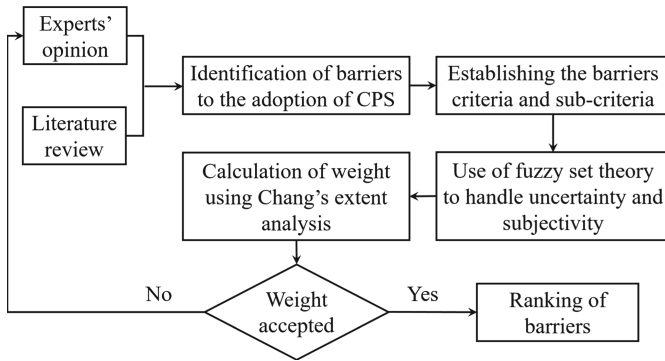 Experts’
opinion
Literature
review
Identification of barriers
to the adoption of CPS
Establishing the barriers
criteria and sub-criteria
Use of fuzzy set theory
to handle uncertainty and
subjectivity
Calculation of weight
using Chang’s extent
analysis
Weight
accepted
No
Yes
Ranking of
barriers